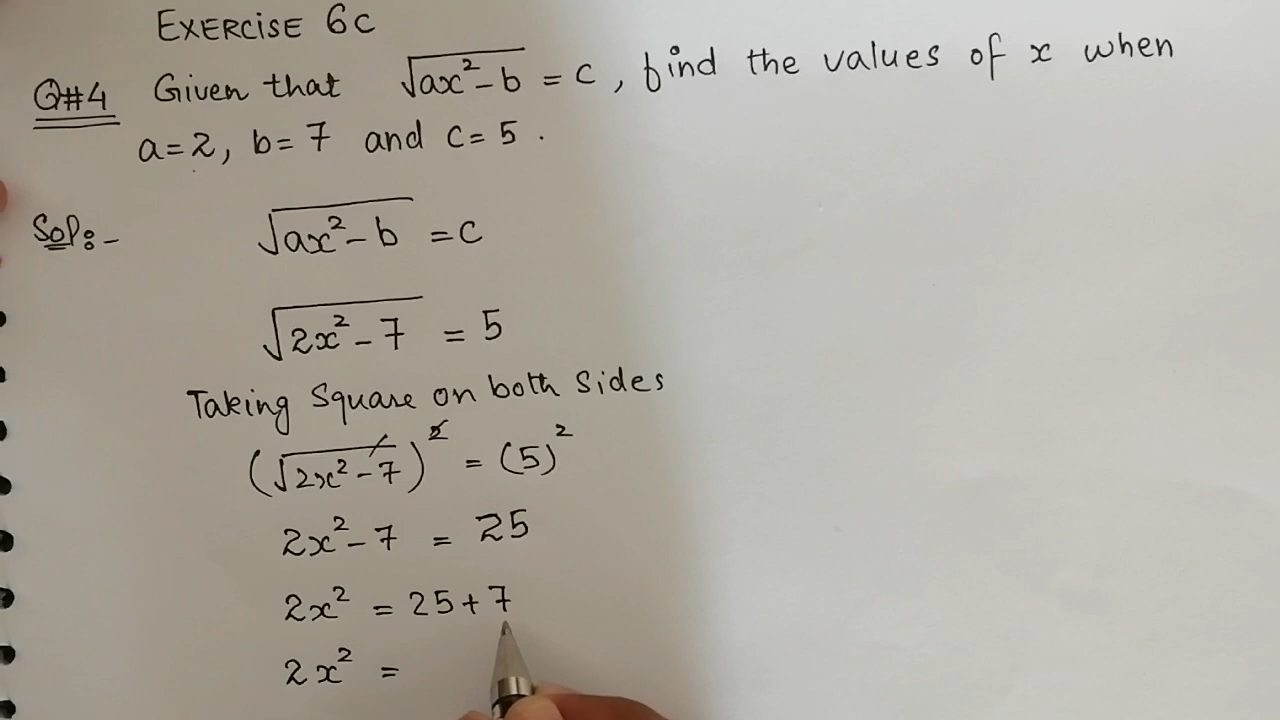 EXERCISE 6C
Q#4 Given that √(ax²-b) = c, find the values of x when
a=2, b=7 and c=5.
Sol:- √(ax²-b) = c
√(2x²-7) = 5
Taking Square on both Sides
(√(2x²-7))² = (5)²
2x²-7 = 25
2x² = 25+7
2x² =